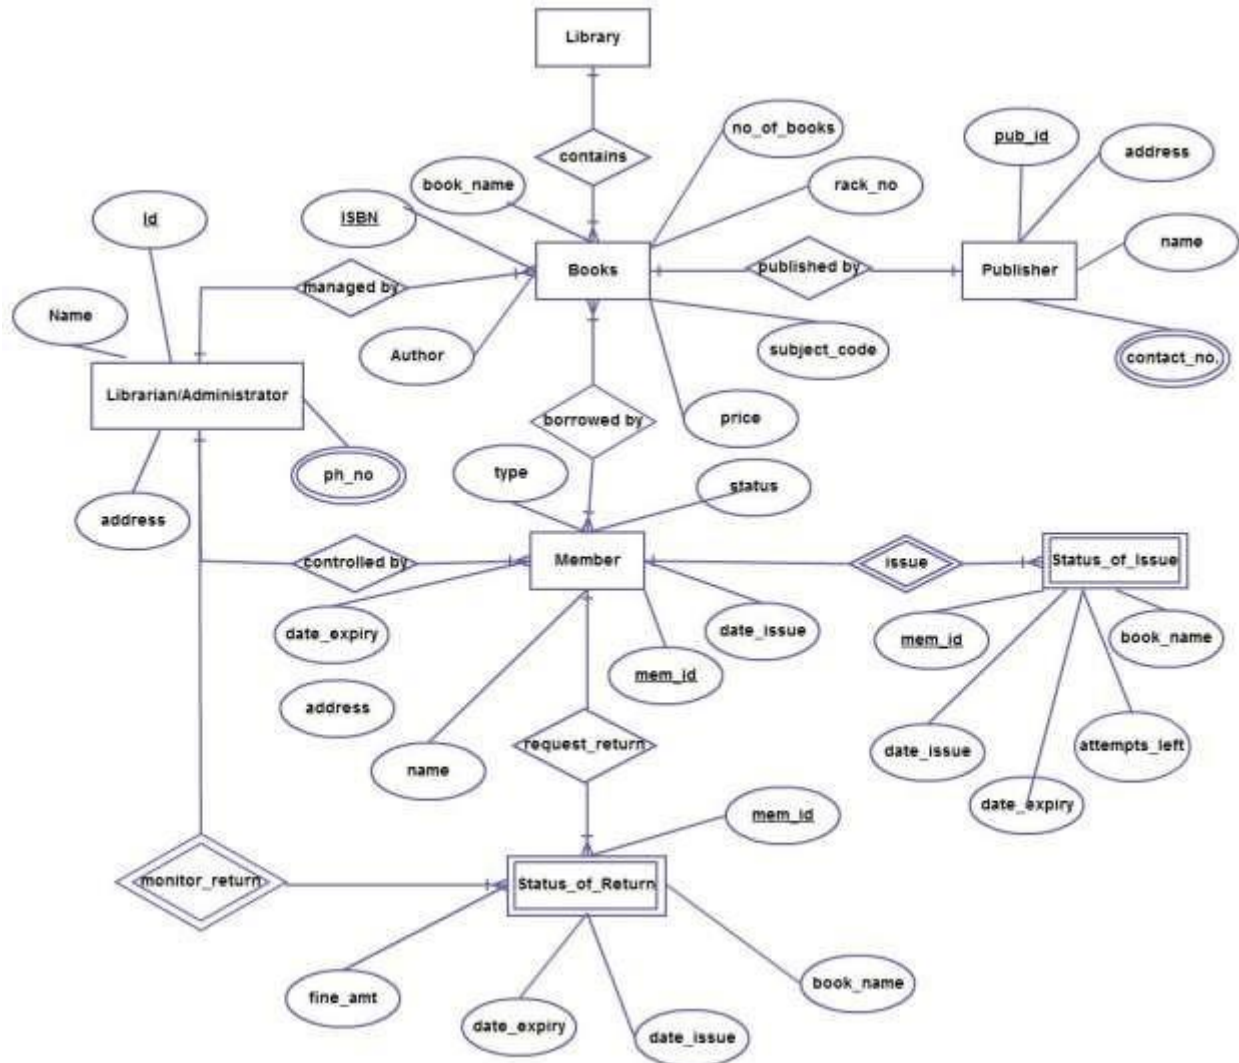 Library
no_of_books
pub_id
contains
address
book_name
rack_no
ISBN
Id
name
Books
published by
Publisher
managed by
Name
Author
subject_code
contact_no.
Librarian/Administrator
borrowed by
price
type
status
ph_no
address
controlled by
Member
issue
Status_of_Issue
date_expiry
date_issue
mem_id
book_name
mem_id
address
request_return
date_issue
attempts_left
name
date_expiry
mem_id
monitor_return
Status_of_Return
fine_amt
book_name
date_expiry
date_issue